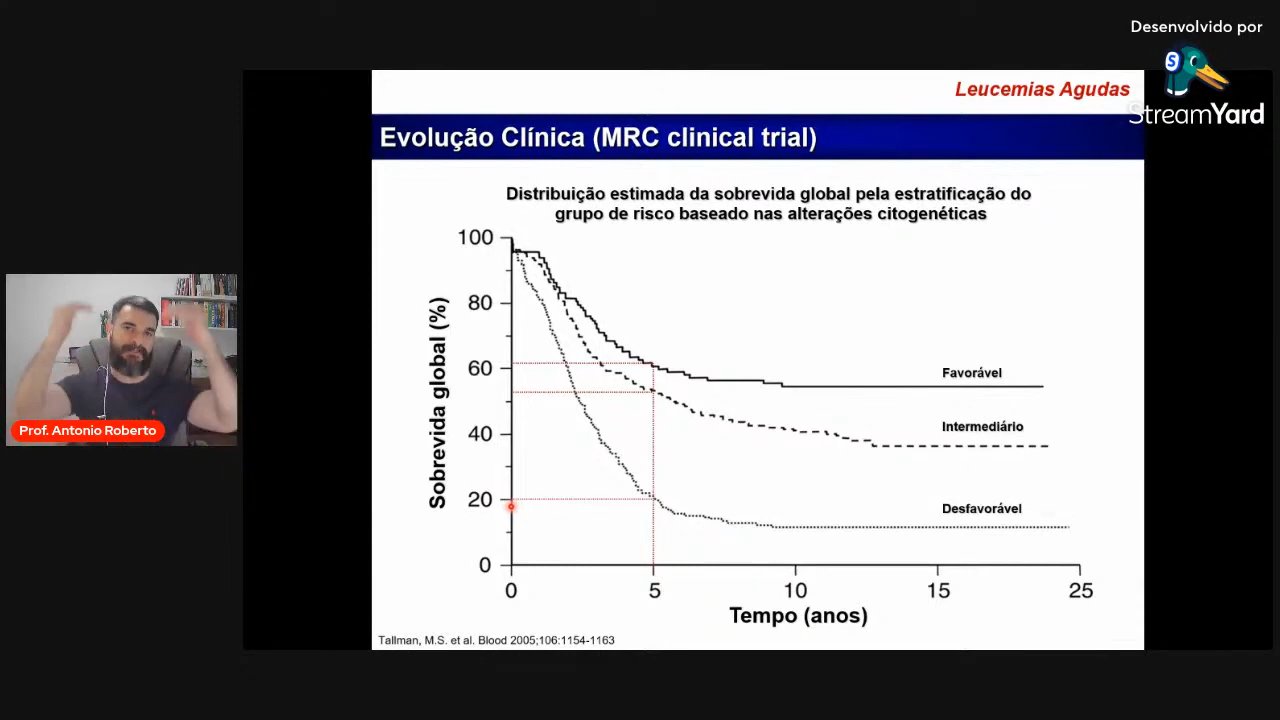 Desenvolvido por
StreamYard
Leucemias Agudas
Evolução Clínica (MRC clinical trial)
Distribuição estimada da sobrevida global pela estratificação do
grupo de risco baseado nas alterações citogenéticas
Sobrevida global (%)
100
80
60
40
20
0
Favorável
Intermediário
Desfavorável
0 5 10 15 25
Tempo (anos)
Tallman, M.S. et al. Blood 2005;106:1154-1163
Prof. Antonio Roberto